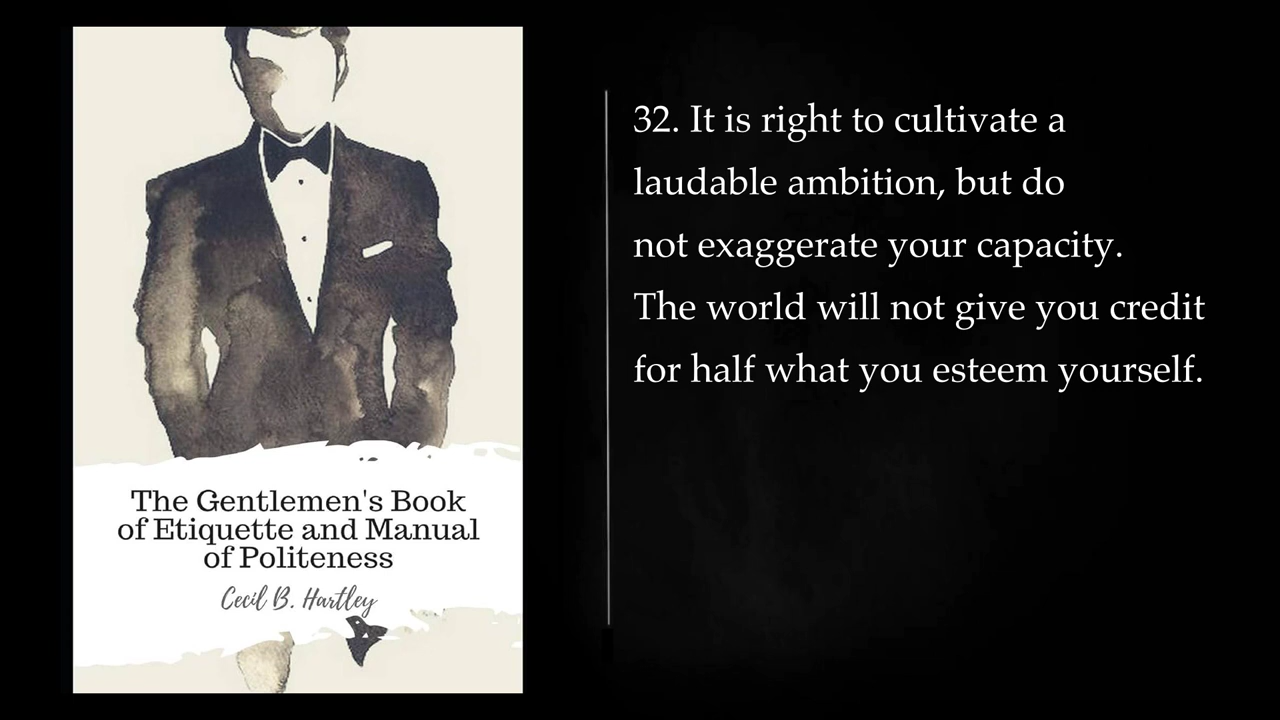 The Gentlemen's Book
of Etiquette and Manual
of Politeness
Cecil B. Hartley
32. It is right to cultivate a
laudable ambition, but do
not exaggerate your capacity.
The world will not give you credit
for half what you esteem yourself.